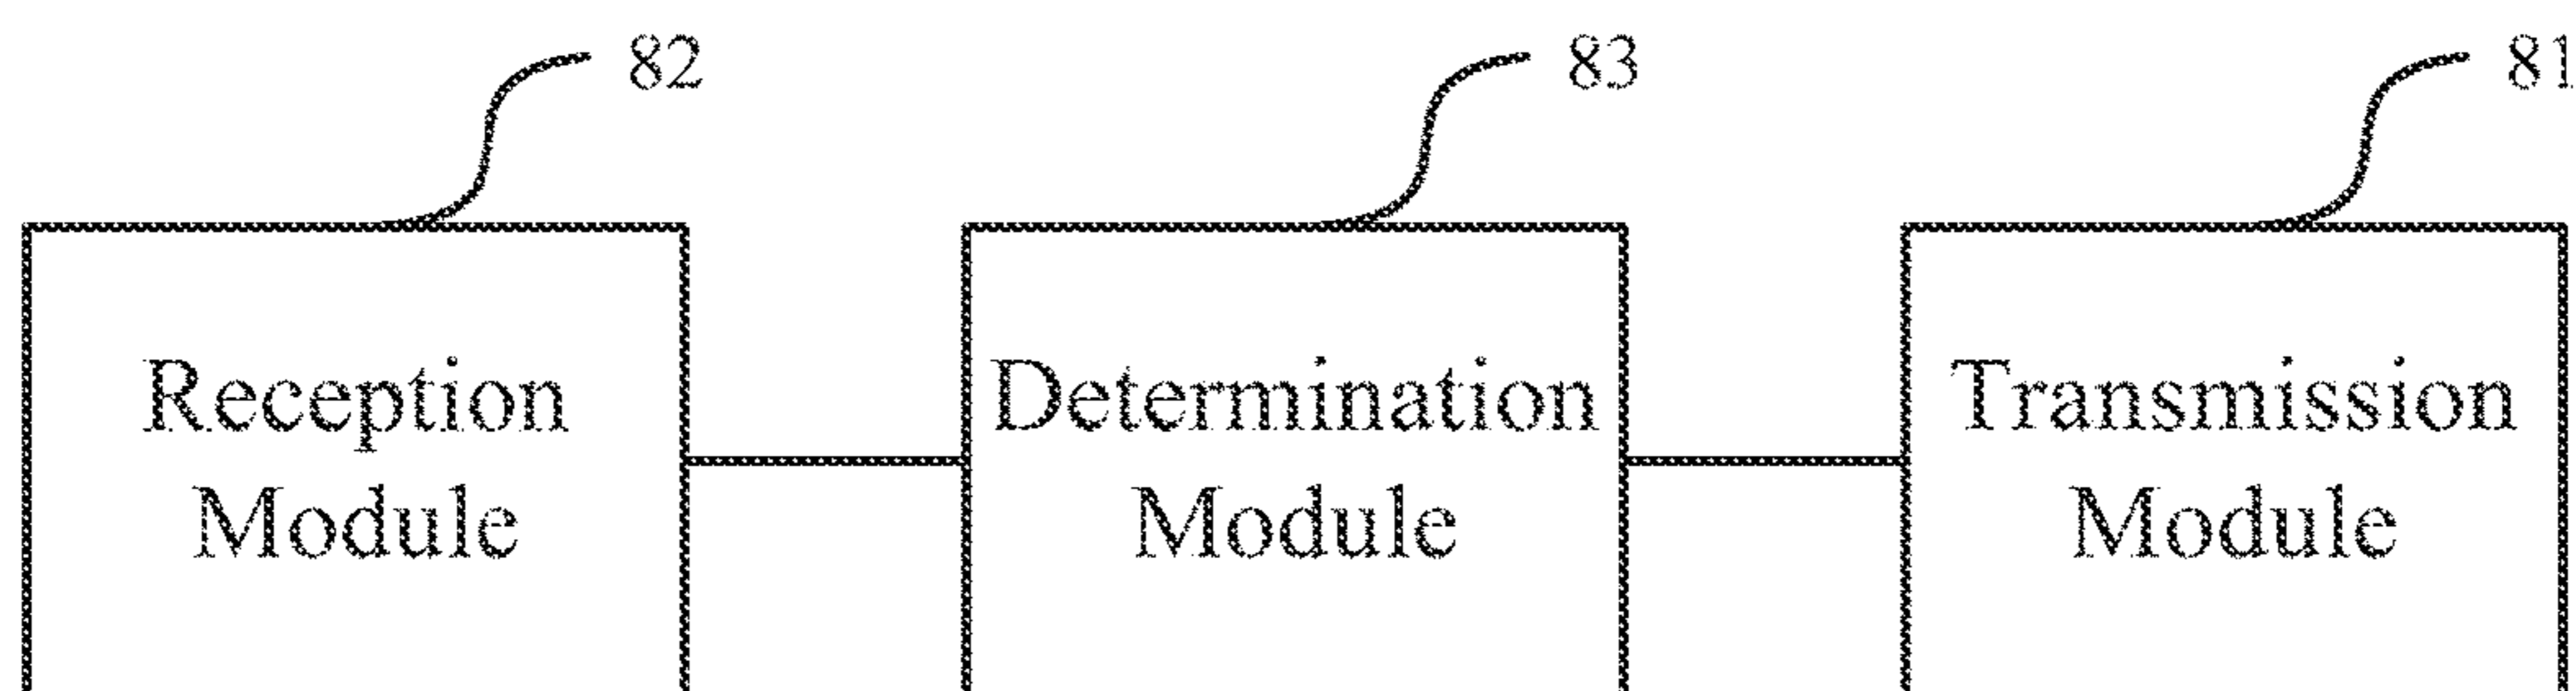 82
83
81
Reception
Module
Determination
Module
Transmission
Module